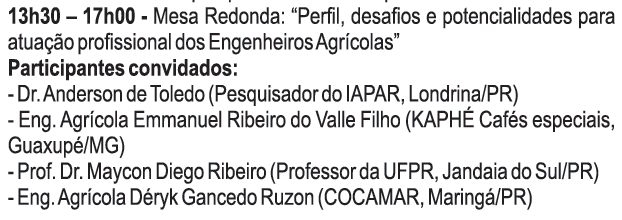 13h30 – 17h00 - Mesa Redonda: “Perfil, desafios e potencialidades para
atuação profissional dos Engenheiros Agrícolas”
Participantes convidados:
- Dr. Anderson de Toledo (Pesquisador do IAPAR, Londrina/PR)
- Eng. Agrícola Emmanuel Ribeiro do Valle Filho (KAPHÉ Cafés especiais,
Guaxupé/MG)
- Prof. Dr. Maycon Diego Ribeiro (Professor da UFPR, Jandaia do Sul/PR)
- Eng. Agrícola Déryk Gancedo Ruzon (COCAMAR, Maringá/PR)